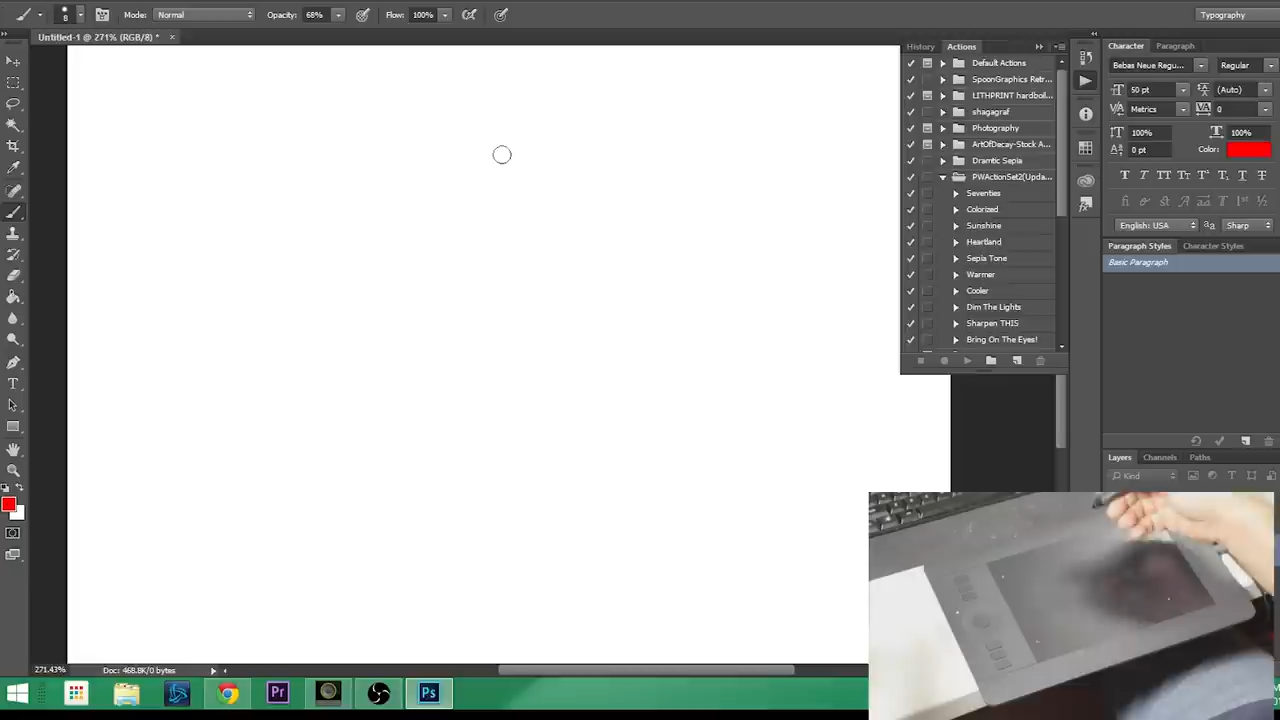 8 Mode: Normal Opacity: 68% Flow: 100% Typography
Untitled-1 @ 271% (RGB/8) * ×
History Actions
Default Actions
SpoonGraphics Retr...
LITHPRINT hardboil...
shagagraf
Photography
ArtOfDecay-Stock A...
Dramtic Sepia
PWActionSet2(Upda...
Seventies
Colorized
Sunshine
Heartland
Sepia Tone
Warmer
Cooler
Dim The Lights
Sharpen THIS
Bring On The Eyes!
Character Paragraph
Bebas Neue Regu... Regular
50 pt (Auto)
Metrics 0
100% 100%
0 pt Color:
English: USA Sharp
Paragraph Styles Character Styles
Basic Paragraph
Layers Channels Paths
Kind
271.43% Doc: 468.8K/0 bytes
Pr Ps